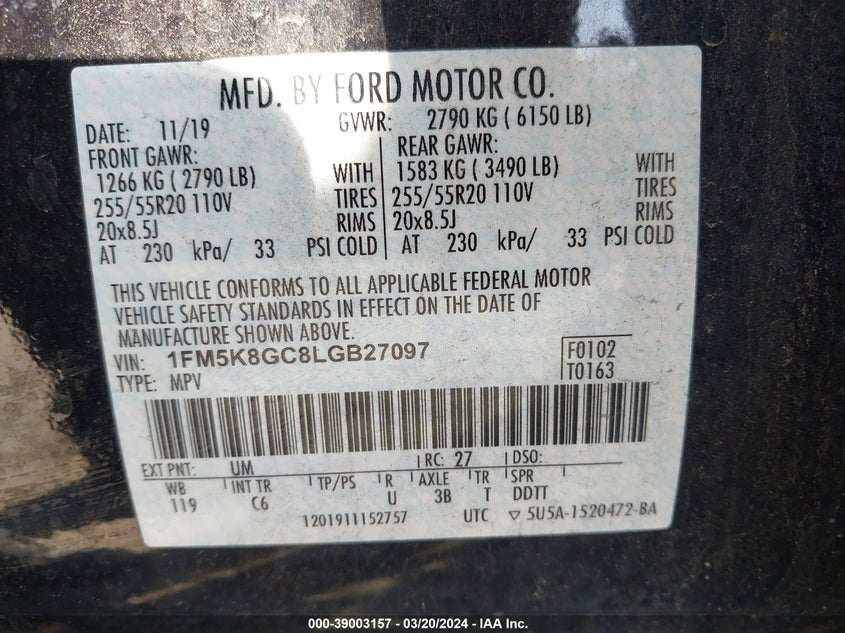 MFD. BY FORD MOTOR CO.
DATE: 11/19
GVWR: 2790 KG ( 6150 LB)
FRONT GAWR:
1266 KG ( 2790 LB) WITH
255/55R20 110V TIRES
20x8.5J RIMS
AT 230 kPa/ 33 PSI COLD
REAR GAWR:
1583 KG ( 3490 LB) WITH
255/55R20 110V TIRES
20x8.5J RIMS
AT 230 kPa/ 33 PSI COLD
THIS VEHICLE CONFORMS TO ALL APPLICABLE FEDERAL MOTOR
VEHICLE SAFETY STANDARDS IN EFFECT ON THE DATE OF
MANUFACTURE SHOWN ABOVE.
VIN: 1FM5K8GC8LGB27097
TYPE: MPV
F0102
T0163
EXT PNT: UM RC: 27 DSO:
WB INT TR TP/PS R AXLE TR SPR
119 C6 U 3B T DDTT
1201911152757 UTC ▽ 5U5A-1520472-BA
000-39003157 - 03/20/2024 - IAA Inc.